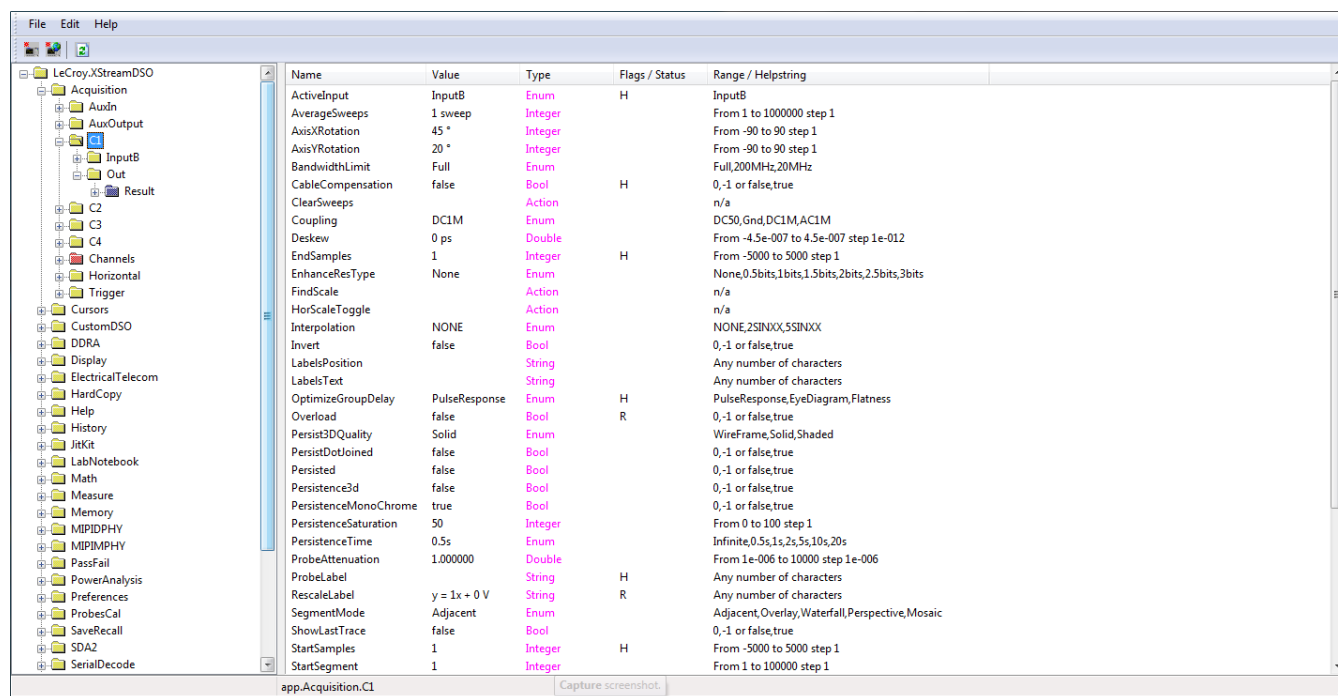 File Edit Help
LeCroy.XStreamDSO
Acquisition
AuxIn
AuxOutput
C1
InputB
Out
Result
C2
C3
C4
Channels
Horizontal
Trigger
Cursors
CustomDSO
DDRA
Display
ElectricalTelecom
HardCopy
Help
History
JitKit
LabNotebook
Math
Measure
Memory
MIPIDPHY
MIPIMPHY
PassFail
PowerAnalysis
Preferences
ProbesCal
SaveRecall
SDA2
SerialDecode
Name Value Type Flags / Status Range / Helpstring
ActiveInput InputB Enum H InputB
AverageSweeps 1 sweep Integer From 1 to 1000000 step 1
AxisXRotation 45 ° Integer From -90 to 90 step 1
AxisYRotation 20 ° Integer From -90 to 90 step 1
BandwidthLimit Full Enum Full,200MHz,20MHz
CableCompensation false Bool H 0,-1 or false,true
ClearSweeps Action n/a
Coupling DC1M Enum DC50,Gnd,DC1M,AC1M
Deskew 0 ps Double From -4.5e-007 to 4.5e-007 step 1e-012
EndSamples 1 Integer H From -5000 to 5000 step 1
EnhanceResType None Enum None,0.5bits,1bits,1.5bits,2bits,2.5bits,3bits
FindScale Action n/a
HorScaleToggle Action n/a
Interpolation NONE Enum NONE,2SINXX,5SINXX
Invert false Bool 0,-1 or false,true
LabelsPosition String Any number of characters
LabelsText String Any number of characters
OptimizeGroupDelay PulseResponse Enum H PulseResponse,EyeDiagram,Flatness
Overload false Bool R 0,-1 or false,true
Persist3DQuality Solid Enum WireFrame,Solid,Shaded
PersistDotJoined false Bool 0,-1 or false,true
Persisted false Bool 0,-1 or false,true
Persistence3d false Bool 0,-1 or false,true
PersistenceMonoChrome true Bool 0,-1 or false,true
PersistenceSaturation 50 Integer From 0 to 100 step 1
PersistenceTime 0.5s Enum Infinite,0.5s,1s,2s,5s,10s,20s
ProbeAttenuation 1.000000 Double From 1e-006 to 10000 step 1e-006
ProbeLabel String H Any number of characters
RescaleLabel y = 1x + 0 V String R Any number of characters
SegmentMode Adjacent Enum Adjacent,Overlay,Waterfall,Perspective,Mosaic
ShowLastTrace false Bool 0,-1 or false,true
StartSamples 1 Integer H From -5000 to 5000 step 1
StartSegment 1 Integer From 1 to 100000 step 1
app.Acquisition.C1 Capture screenshot.